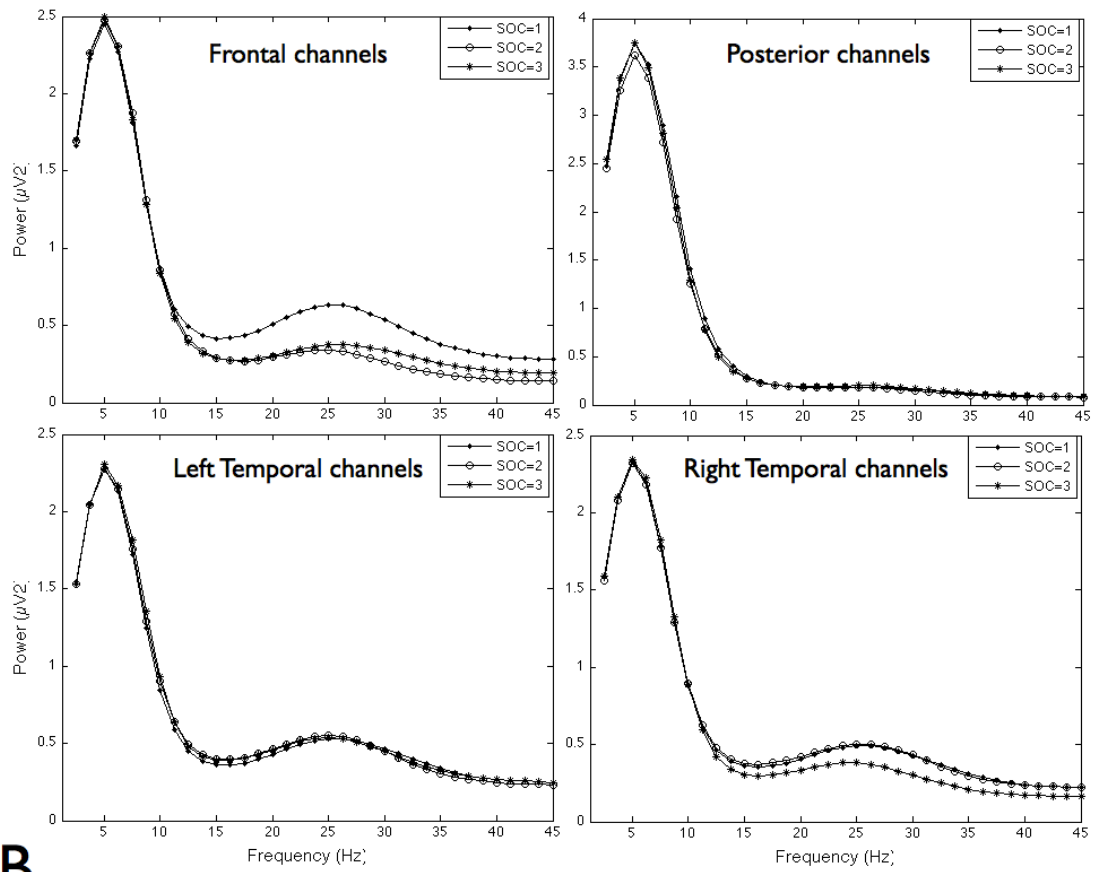 2.5
2
1.5
1
0.5
0
Power (µV2)
Frontal channels
SOC=1
SOC=2
SOC=3
5 10 15 20 25 30 35 40 45
4
3.5
3
2.5
2
1.5
1
0.5
0
Posterior channels
SOC=1
SOC=2
SOC=3
5 10 15 20 25 30 35 40 45
2.5
2
1.5
1
0.5
0
Power (µV2)
Left Temporal channels
SOC=1
SOC=2
SOC=3
5 10 15 20 25 30 35 40 45
Frequency (Hz)
2.5
2
1.5
1
0.5
0
Right Temporal channels
SOC=1
SOC=2
SOC=3
5 10 15 20 25 30 35 40 45
Frequency (Hz)
B